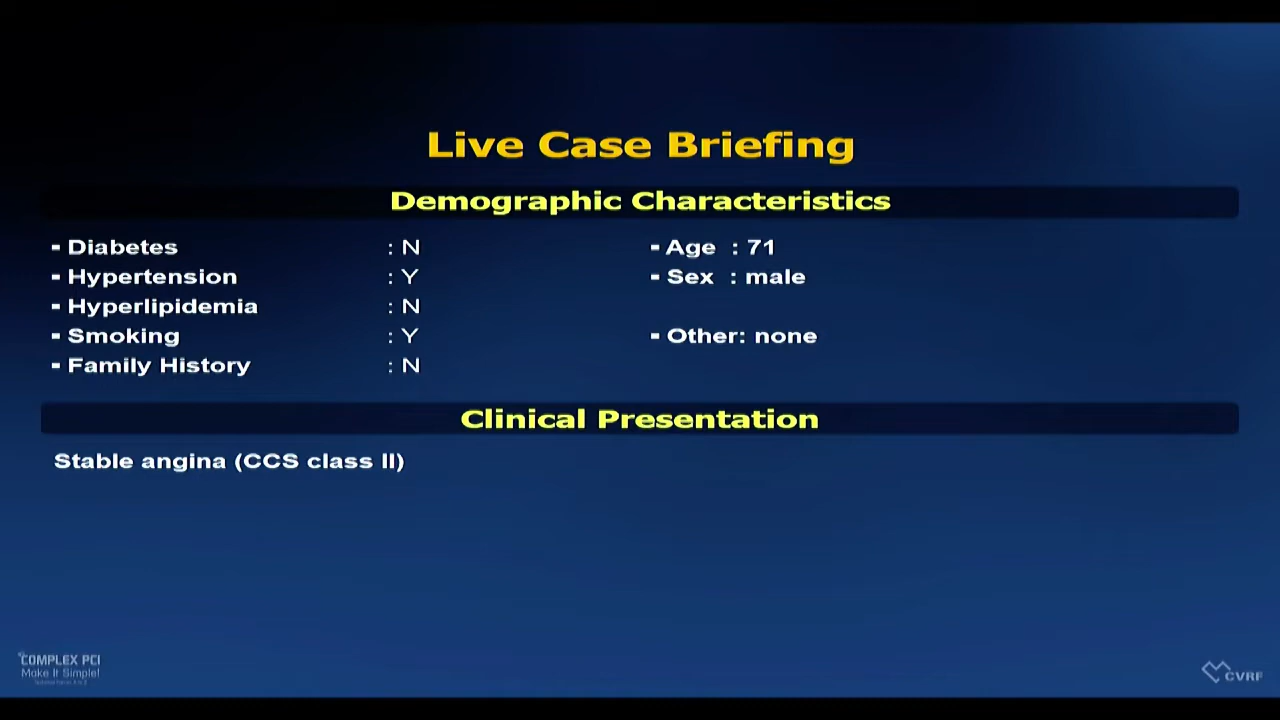 Live Case Briefing
Demographic Characteristics
- Diabetes : N
- Hypertension : Y
- Hyperlipidemia : N
- Smoking : Y
- Family History : N
- Age : 71
- Sex : male
- Other: none
Clinical Presentation
Stable angina (CCS class II)
COMPLEX PCI
Make It Simple!
CVRF